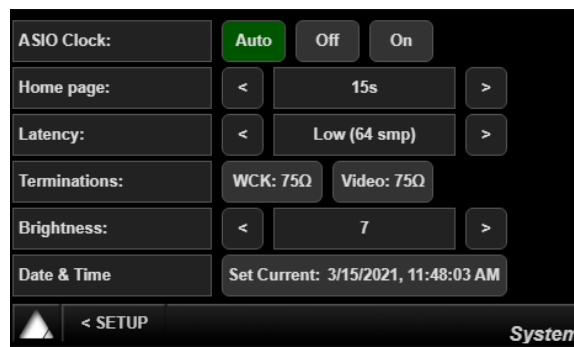 ASIO Clock: Auto Off On
Home page: < 15s >
Latency: < Low (64 smp) >
Terminations: WCK: 75Ω Video: 75Ω
Brightness: < 7 >
Date & Time Set Current: 3/15/2021, 11:48:03 AM
< SETUP
System